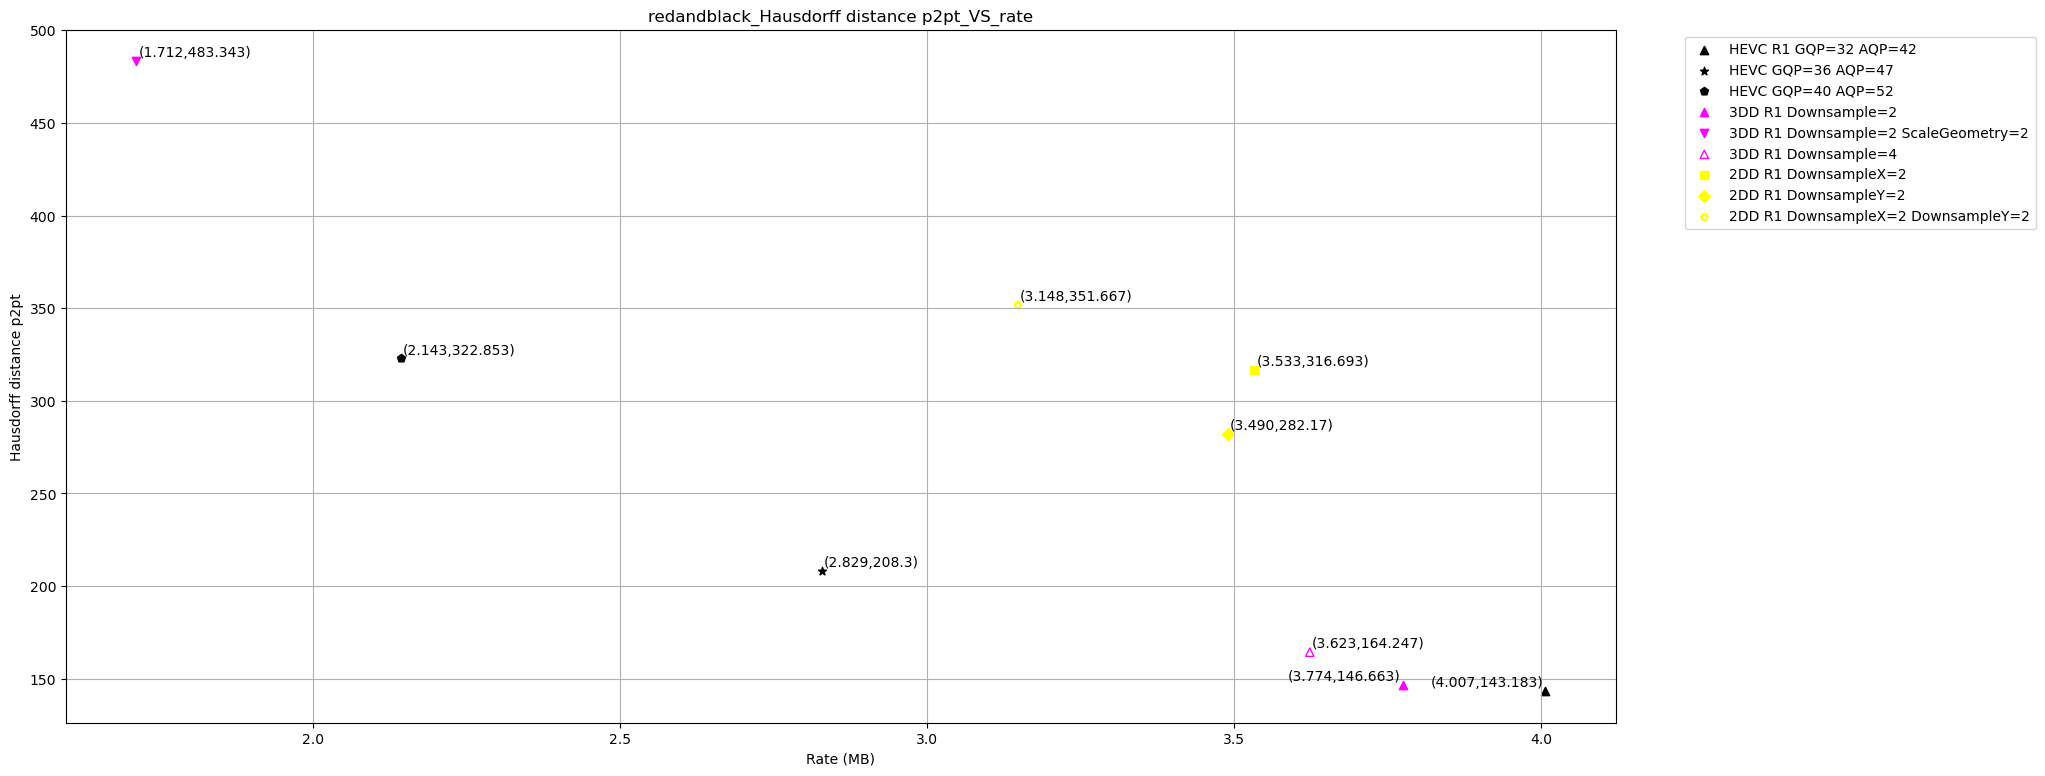 redandblack_Hausdorff distance p2pt_VS_rate
500
450
400
350
300
250
200
150
Hausdorff distance p2pt
(1.712,483.343)
(3.148,351.667)
(2.143,322.853)
(3.533,316.693)
(3.490,282.17)
(2.829,208.3)
(3.623,164.247)
(3.774,146.663)
(4.007,143.183)
2.0
2.5
3.0
3.5
4.0
Rate (MB)
HEVC R1 GQP=32 AQP=42
HEVC GQP=36 AQP=47
HEVC GQP=40 AQP=52
3DD R1 Downsample=2
3DD R1 Downsample=2 ScaleGeometry=2
3DD R1 Downsample=4
2DD R1 DownsampleX=2
2DD R1 DownsampleY=2
2DD R1 DownsampleX=2 DownsampleY=2